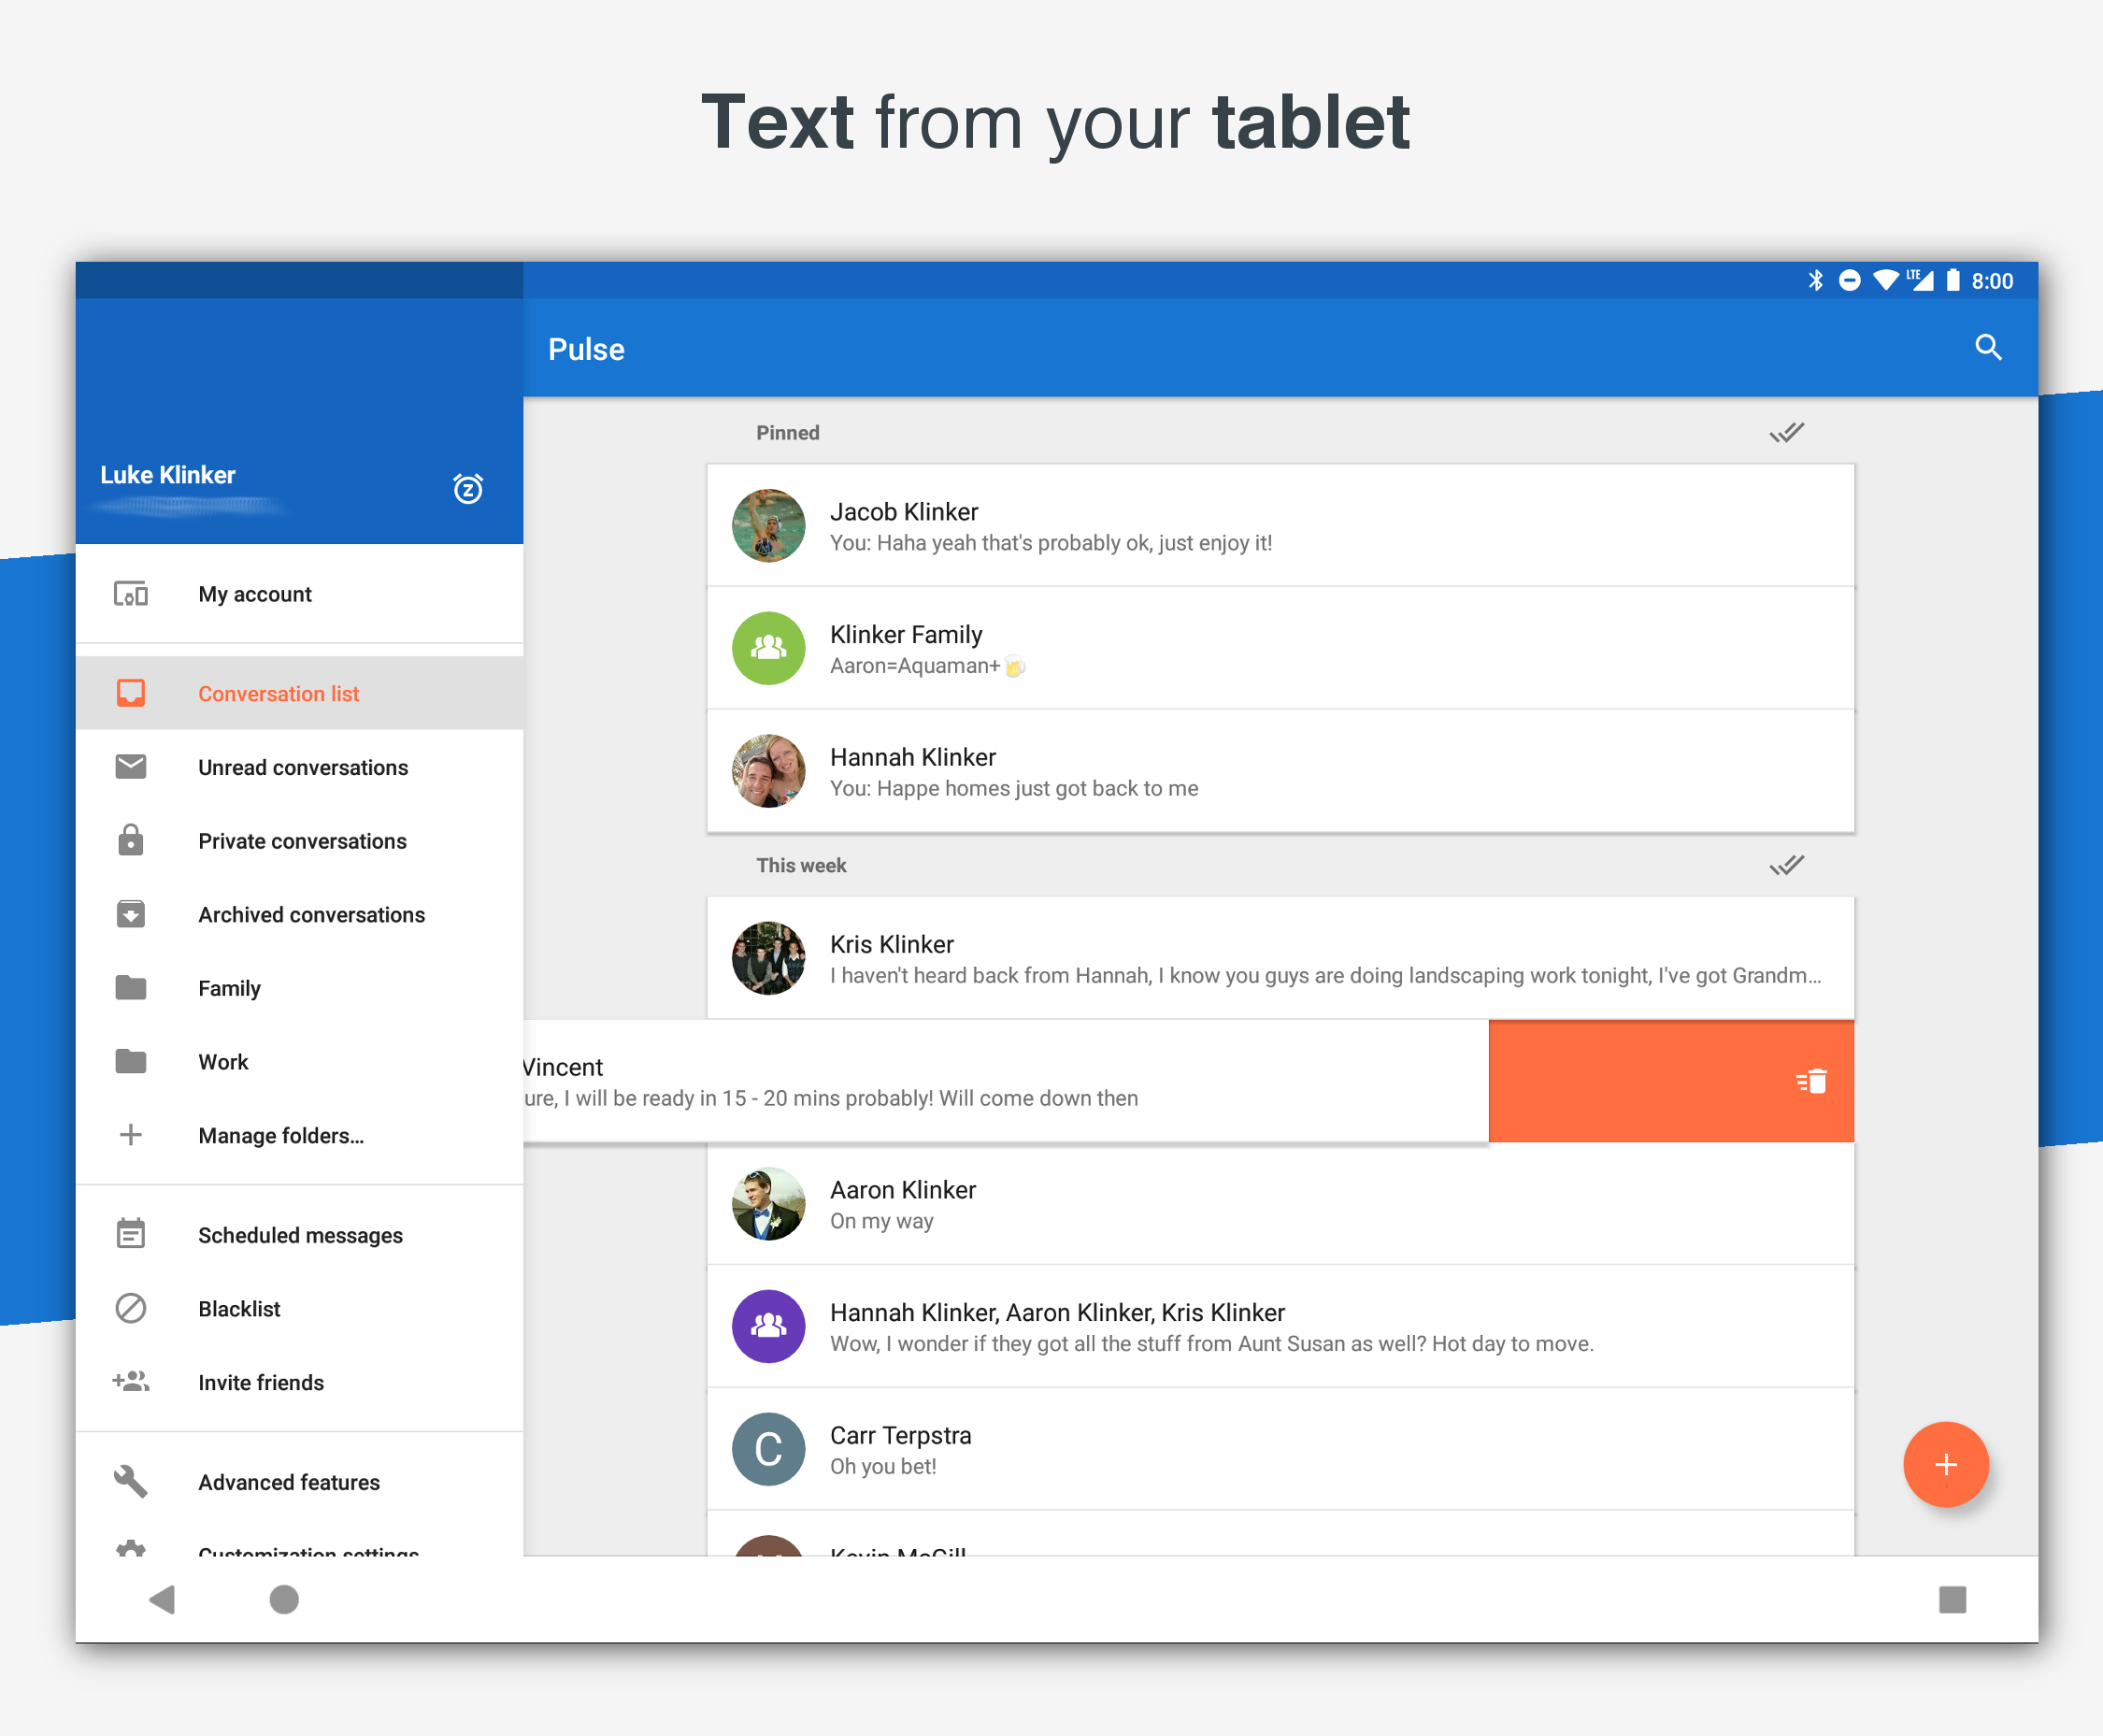 Text from your tablet
LTE 8:00
Pulse
Luke Klinker
My account
Conversation list
Unread conversations
Private conversations
Archived conversations
Family
Work
Manage folders...
Scheduled messages
Blacklist
Invite friends
Advanced features
Customization settings
Pinned
Jacob Klinker
You: Haha yeah that's probably ok, just enjoy it!
Klinker Family
Aaron=Aquaman+🍺
Hannah Klinker
You: Happe homes just got back to me
This week
Kris Klinker
I haven't heard back from Hannah, I know you guys are doing landscaping work tonight, I've got Grandm...
Vincent
ure, I will be ready in 15 - 20 mins probably! Will come down then
Aaron Klinker
On my way
Hannah Klinker, Aaron Klinker, Kris Klinker
Wow, I wonder if they got all the stuff from Aunt Susan as well? Hot day to move.
C
Carr Terpstra
Oh you bet!
Kevin McGill